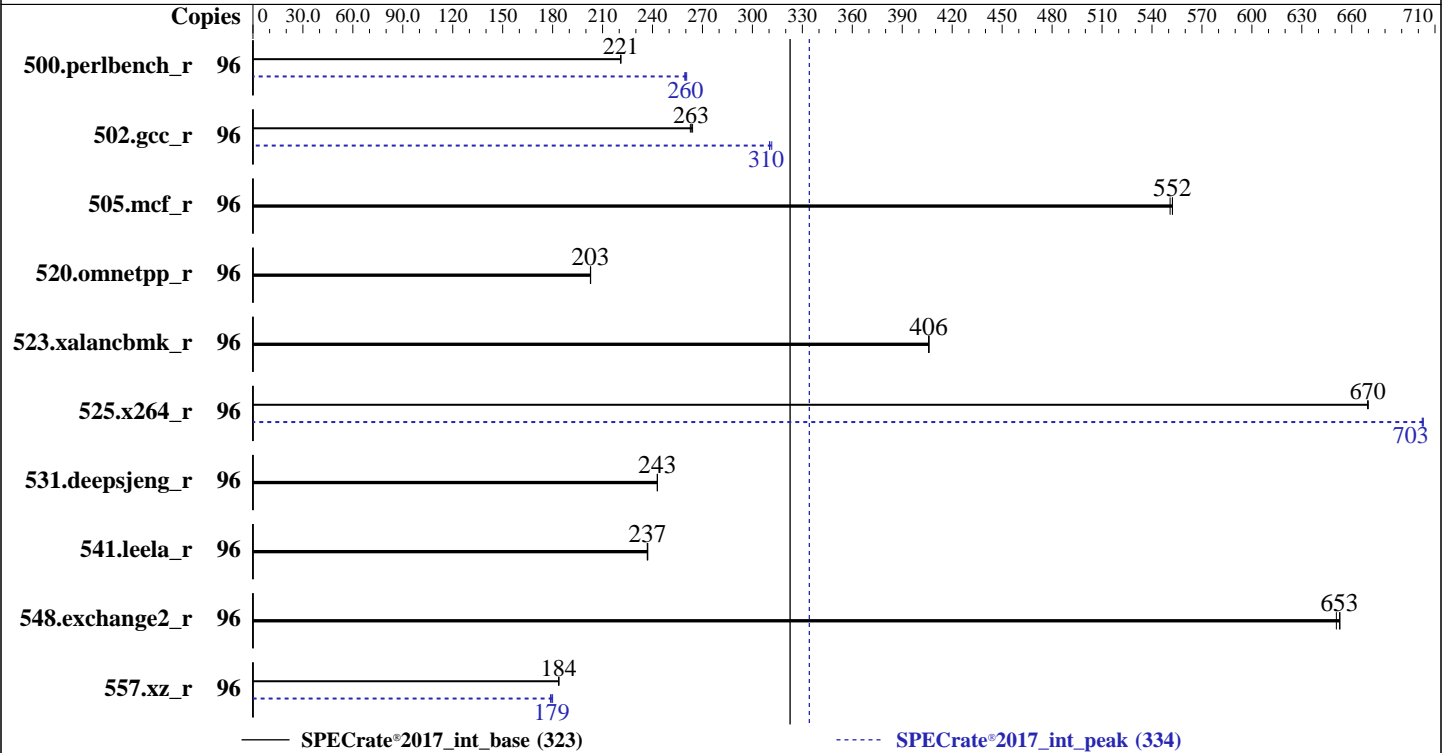 Copies 0 30.0 60.0 90.0 120 150 180 210 240 270 300 330 360 390 420 450 480 510 540 570 600 630 660 710
221
500.perlbench_r 96
260
263
502.gcc_r 96
310
552
505.mcf_r 96
203
520.omnetpp_r 96
406
523.xalancbmk_r 96
670
525.x264_r 96
703
243
531.deepsjeng_r 96
237
541.leela_r 96
653
548.exchange2_r 96
184
557.xz_r 96
179
SPECrate®2017_int_base (323) SPECrate®2017_int_peak (334)